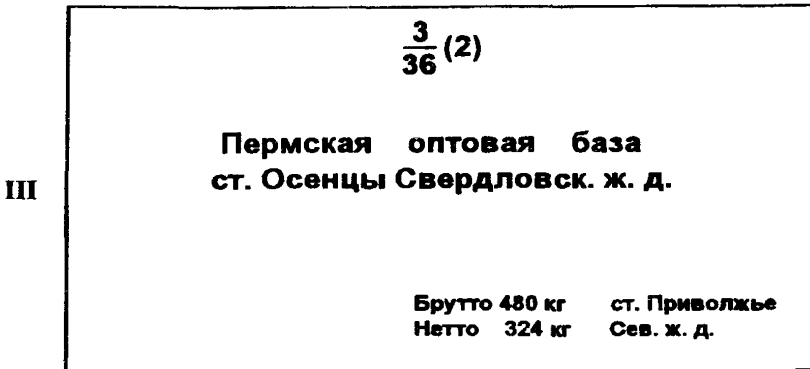 3
36 (2)
Пермская оптовая база
ст. Осенцы Свердловск. ж. д.
III
Брутто 480 кг ст. Приволжье
Нетто 324 кг Сев. ж. д.